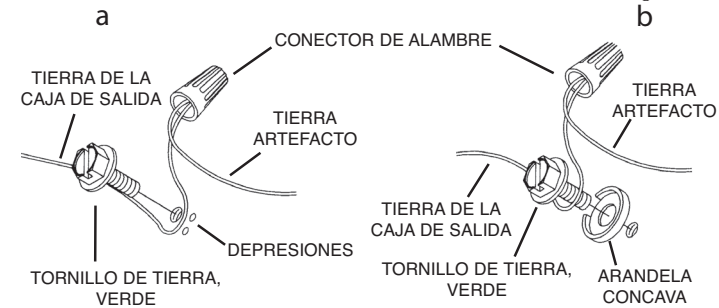 a
b
CONECTOR DE ALAMBRE
TIERRA DE LA
CAJA DE SALIDA
TIERRA
ARTEFACTO
DEPRESIONES
TORNILLO DE TIERRA,
VERDE
TIERRA
ARTEFACTO
TIERRA DE LA
CAJA DE SALIDA
TORNILLO DE TIERRA,
VERDE
ARANDELA
CONCAVA